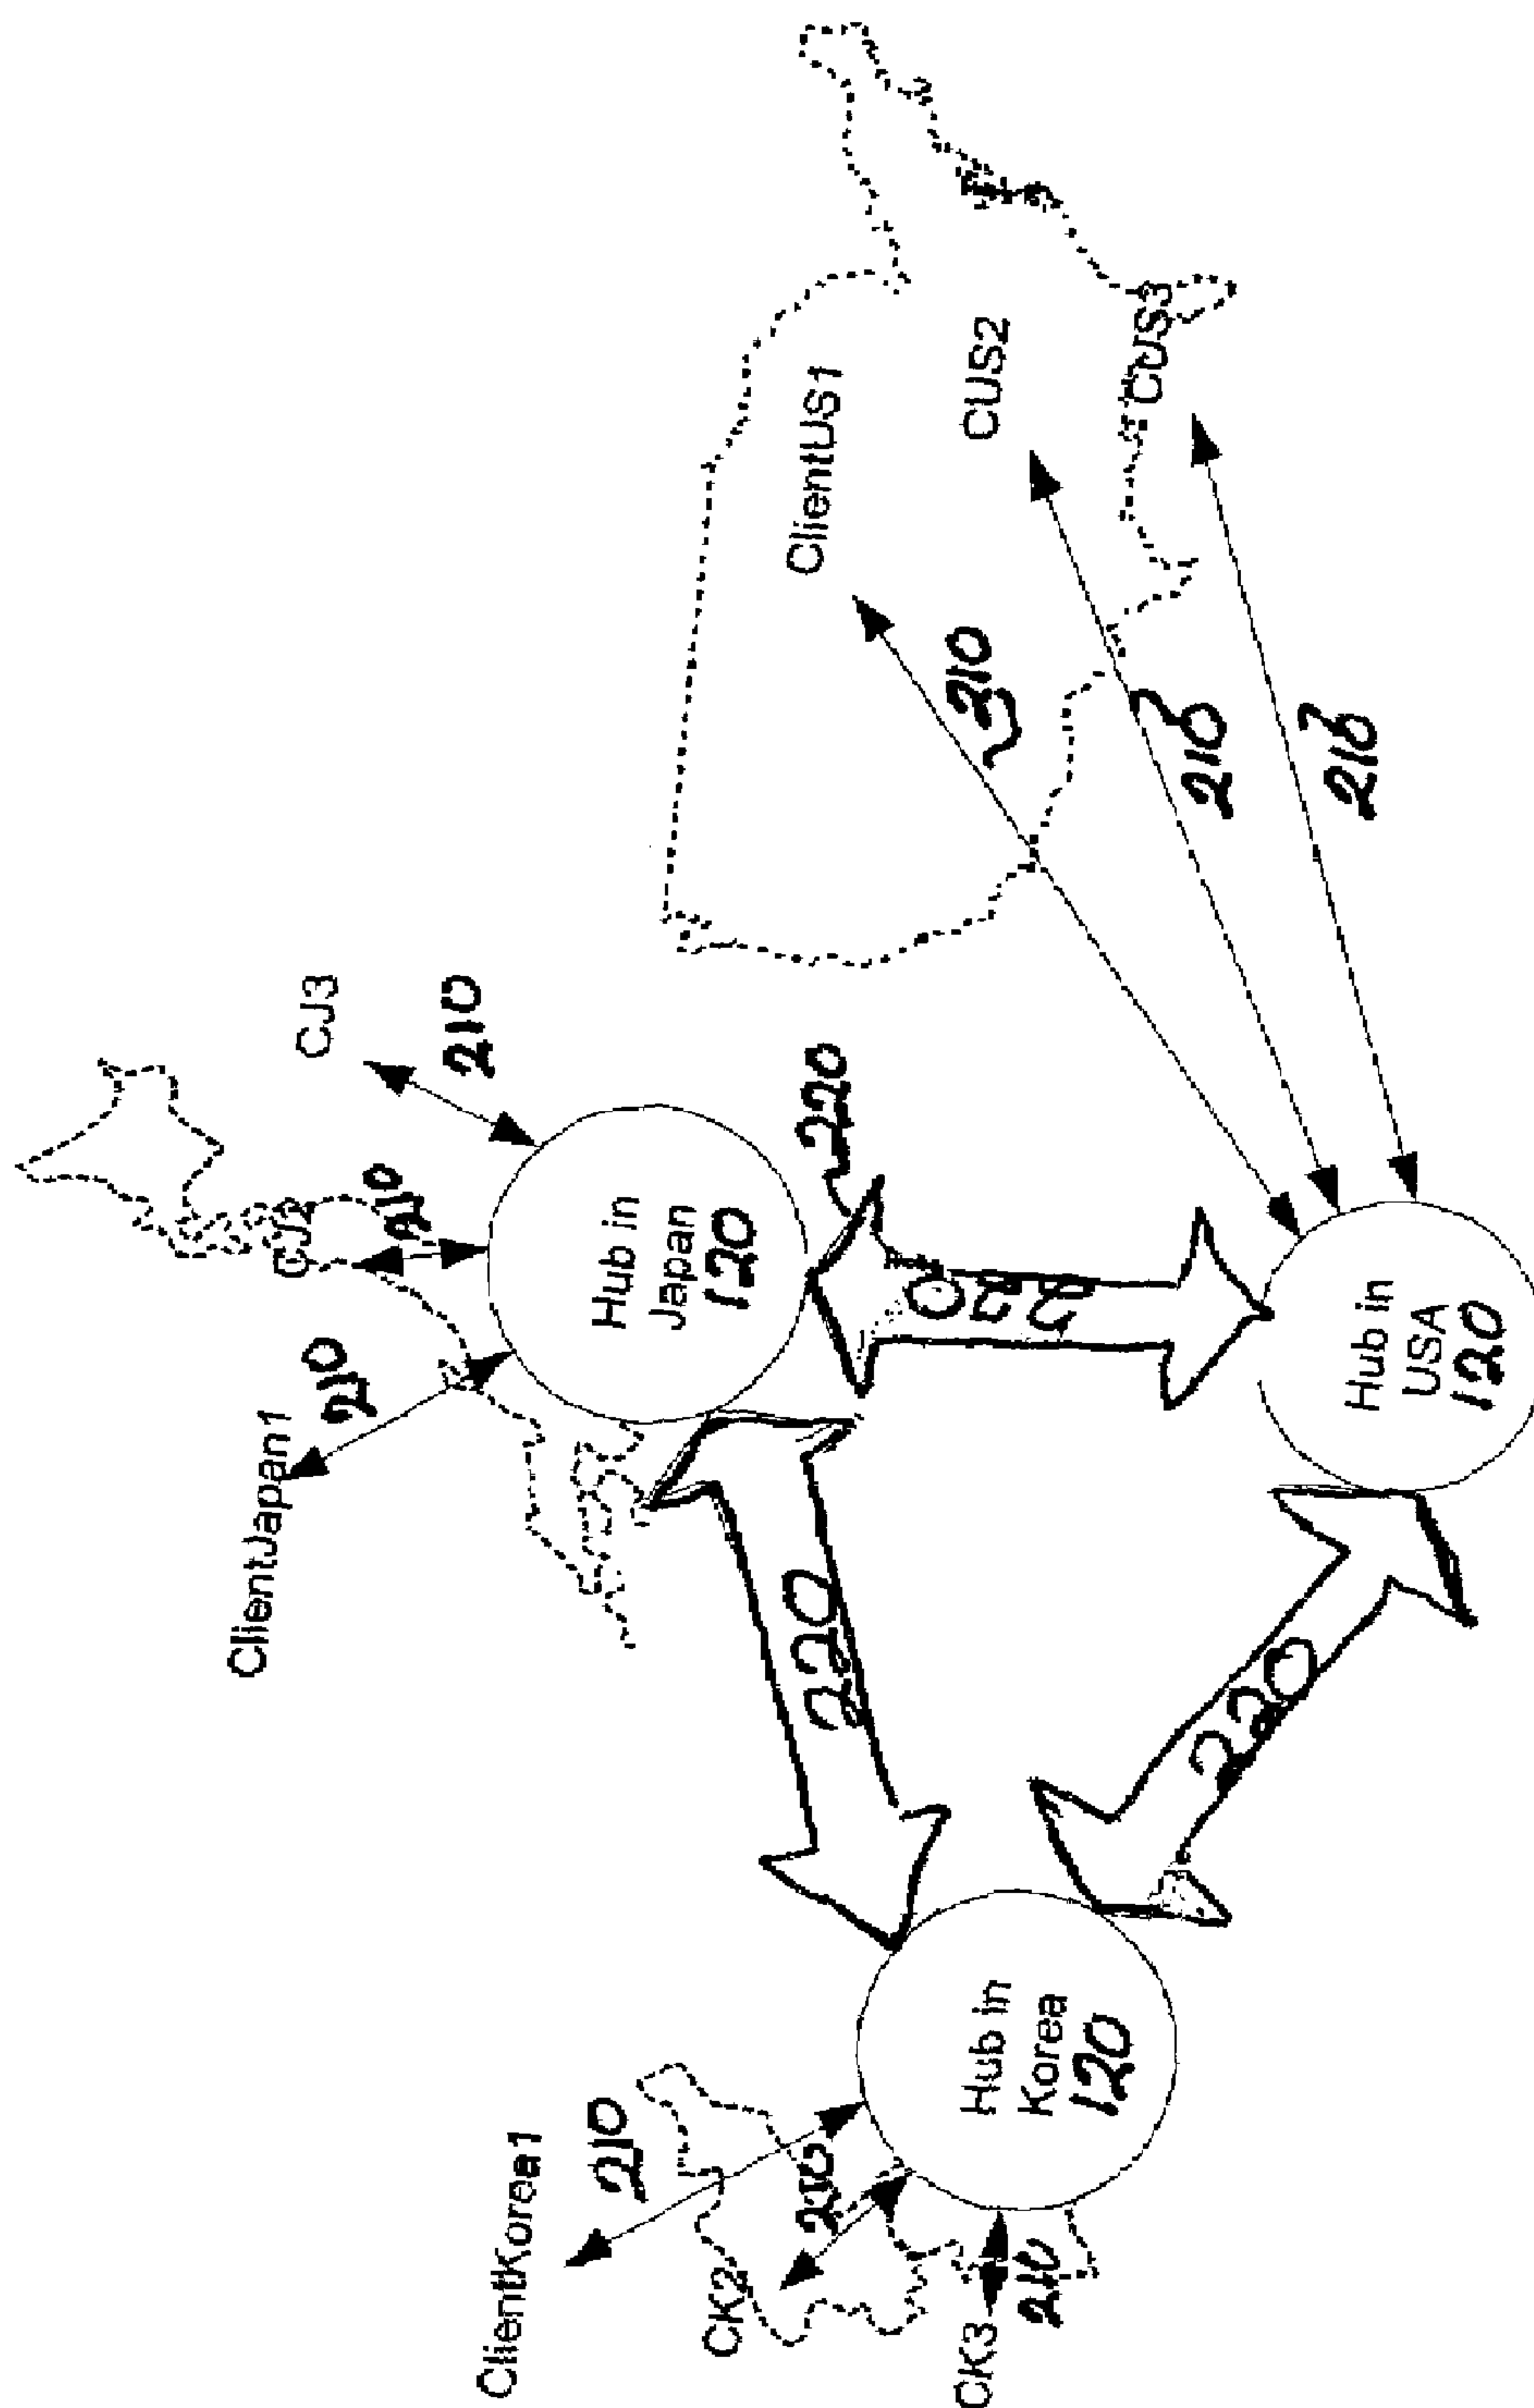 ClientKorea1
210
CK2
210
CK3
210
Hub in
Korea
120
ClientJapan1
210
CJ2
210
CJ3
210
Hub in
Japan
120
220
220
220
220
ClientUS1
210
CUS2
210
CUS3
210
Hub in
USA
120